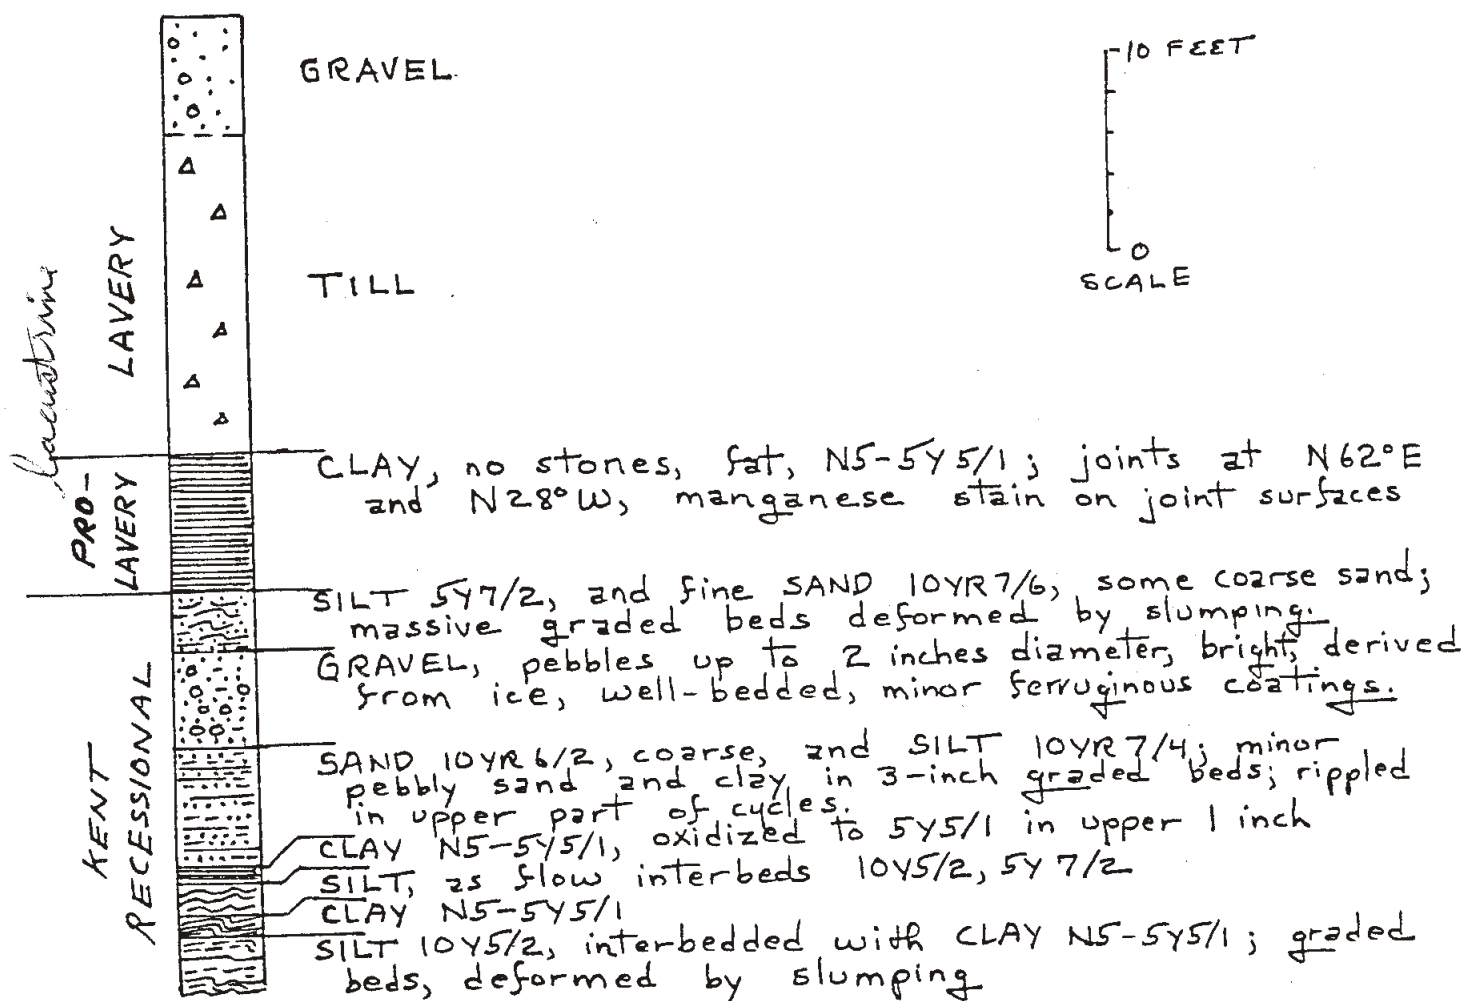 GRAVEL
10 FEET
0
SCALE
TILL
lacustrine
LAVERY
PRO-
LAVERY
KENT
RECESSIONAL
CLAY, no stones, fat, N5-5Y5/1; joints at N62°E
and N28°W, manganese stain on joint surfaces
SILT 5Y7/2, and fine SAND 10YR7/6, some coarse sand;
massive graded beds deformed by slumping.
GRAVEL, pebbles up to 2 inches diameter, bright, derived
from ice, well-bedded, minor ferruginous coatings.
SAND 10YR6/2, coarse, and SILT 10YR7/4; minor
pebbly sand and clay, in 3-inch graded beds; rippled
in upper part of cycles.
CLAY N5-5Y5/1, oxidized to 5Y5/1 in upper 1 inch
SILT, as flow interbeds 10Y5/2, 5Y7/2
CLAY N5-5Y5/1
SILT 10Y5/2, interbedded with CLAY N5-5Y5/1; graded
beds, deformed by slumping